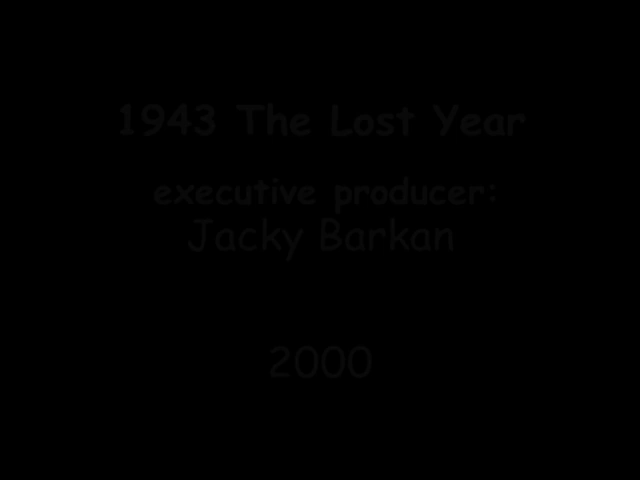 1943 The Lost Year
executive producer:
Jacky Barkan
2000